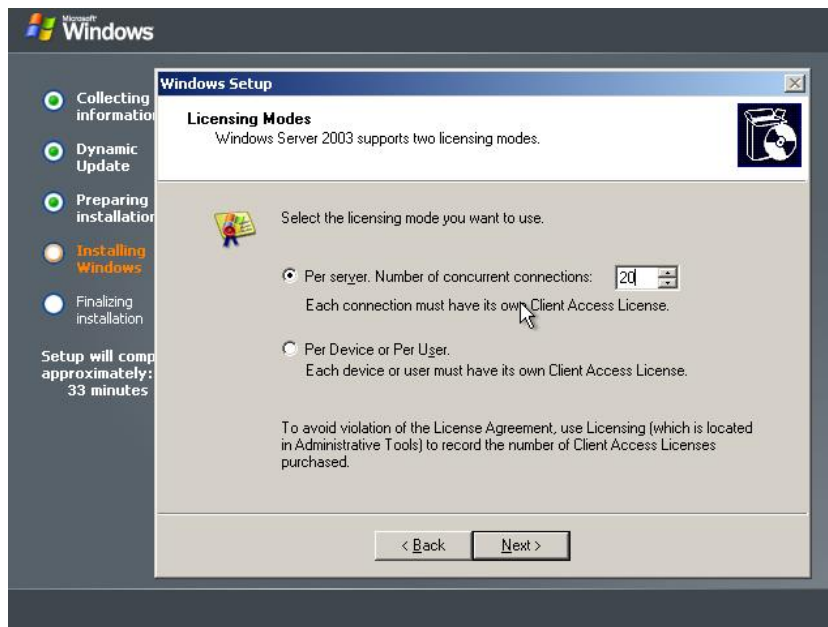 Microsoft
Windows
Collecting
information
Dynamic
Update
Preparing
installation
Installing
Windows
Finalizing
installation
Setup will comp
approximately:
33 minutes
Windows Setup
Licensing Modes
Windows Server 2003 supports two licensing modes.
Select the licensing mode you want to use.
Per server. Number of concurrent connections: 20
Each connection must have its own Client Access License.
Per Device or Per User.
Each device or user must have its own Client Access License.
To avoid violation of the License Agreement, use Licensing (which is located
in Administrative Tools) to record the number of Client Access Licenses
purchased.
< Back
Next >